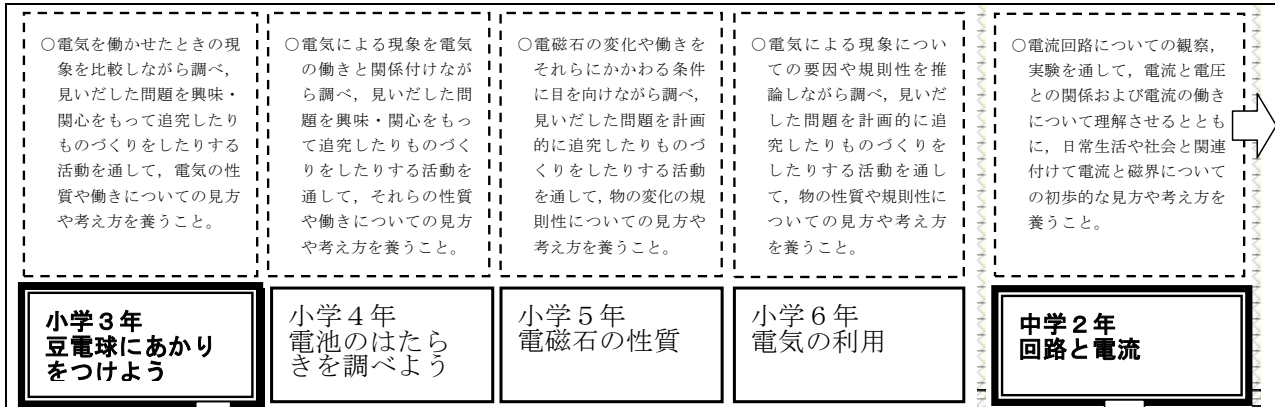 ○電気を働かせたときの現
象を比較しながら調べ，
見いだした問題を興味・
関心をもって追究したり
ものづくりをしたりする
活動を通して，電気の性
質や働きについての見方
や考え方を養うこと。
○電気による現象を電気
の働きと関係付けなが
ら調べ，見いだした問
題を興味・関心をもっ
て追究したりものづく
りをしたりする活動を
通して，それらの性質
や働きについての見方
や考え方を養うこと。
○電磁石の変化や働きを
それらにかかわる条件
に目を向けながら調べ，
見いだした問題を計画
的に追究したりものづ
くりをしたりする活動
を通して，物の変化の規
則性についての見方や
考え方を養うこと。
○電気による現象につい
ての要因や規則性を推
論しながら調べ，見いだ
した問題を計画的に追
究したりものづくりを
したりする活動を通し
て，物の性質や規則性に
ついての見方や考え方
を養うこと。
○電流回路についての観察，
実験を通して，電流と電圧
との関係および電流の働き
について理解させるととも
に，日常生活や社会と関連
付けて電流と磁界について
の初歩的な見方や考え方を
養うこと。
小学３年
豆電球にあかり
をつけよう
小学４年
電池のはたら
きを調べよう
小学５年
電磁石の性質
小学６年
電気の利用
中学２年
回路と電流